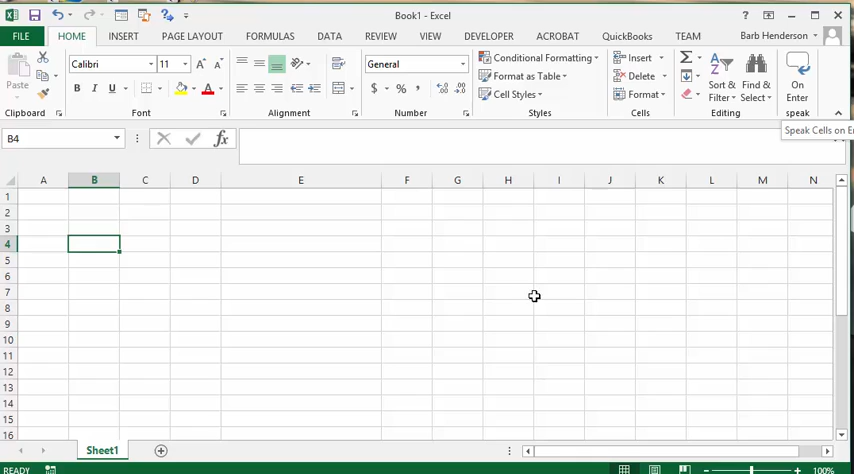 Book1 - Excel
FILE HOME INSERT PAGE LAYOUT FORMULAS DATA REVIEW VIEW DEVELOPER ACROBAT QuickBooks TEAM Barb Henderson
Paste
Calibri 11
B I U A
General
$ % ,
Conditional Formatting
Format as Table
Cell Styles
Insert
Delete
Format
Sort & Filter
Find & Select
On Enter
Clipboard Font Alignment Number Styles Cells Editing speak
Speak Cells on E
B4 fx
A B C D E F G H I J K L M N
1
2
3
4
5
6
7
8
9
10
11
12
13
14
15
16
Sheet1
READY 100%